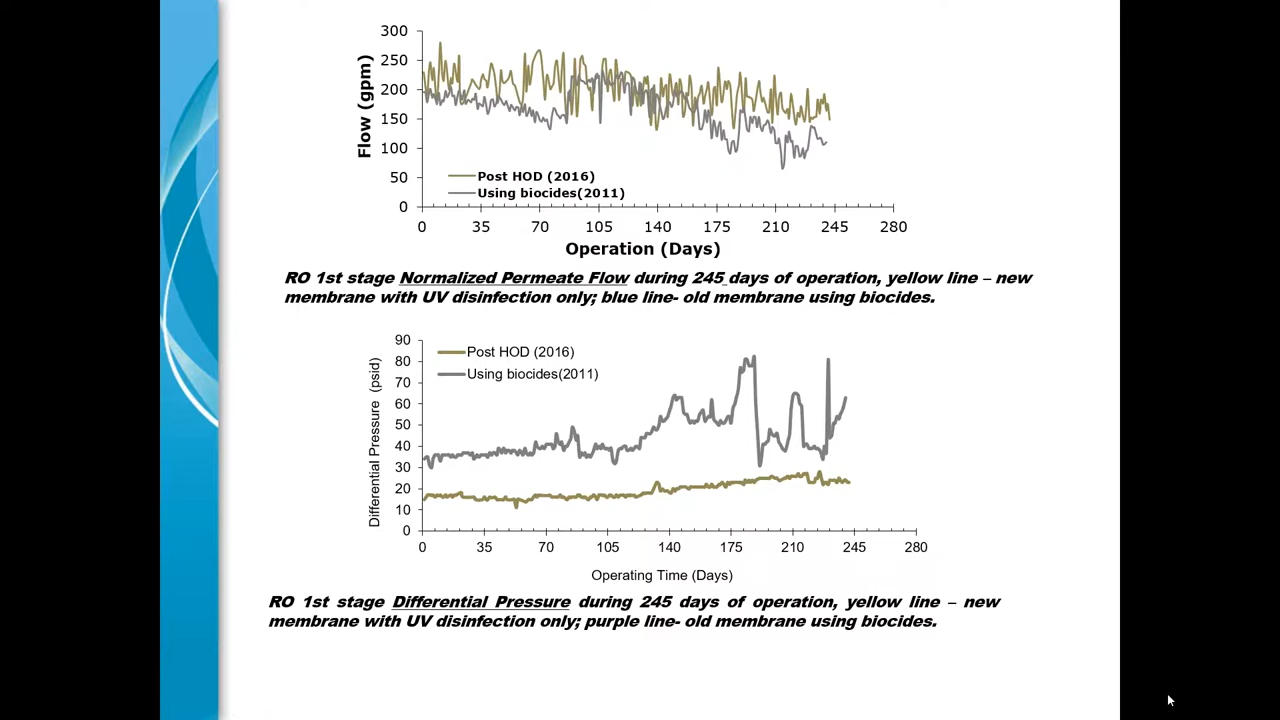 300
250
200
150
100
50
0
Flow (gpm)
Post HOD (2016)
Using biocides(2011)
0 35 70 105 140 175 210 245 280
Operation (Days)
RO 1st stage Normalized Permeate Flow during 245 days of operation, yellow line – new
membrane with UV disinfection only; blue line- old membrane using biocides.
90
80
70
60
50
40
30
20
10
0
Differential Pressure (psid)
Post HOD (2016)
Using biocides(2011)
0 35 70 105 140 175 210 245 280
Operating Time (Days)
RO 1st stage Differential Pressure during 245 days of operation, yellow line – new
membrane with UV disinfection only; purple line- old membrane using biocides.